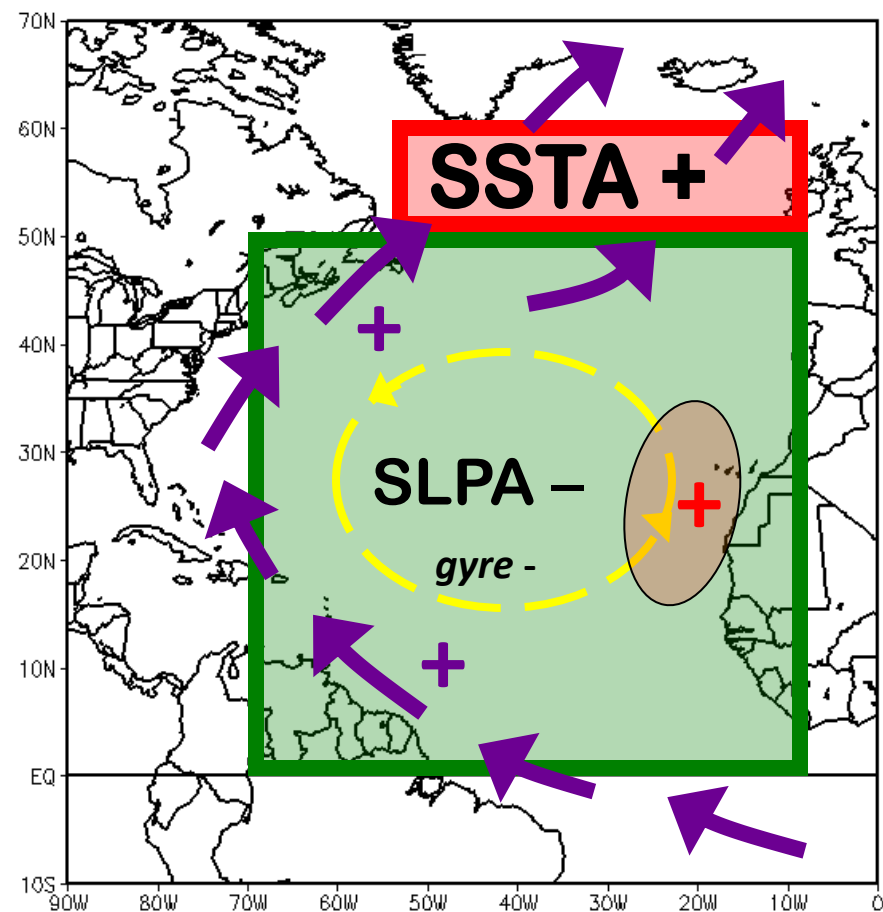 70N
60N
SSTA +
50N
+
40N
30N
SLPA –
+
20N
gyre -
10N
+
EQ
10S
90W 80W 70W 60W 50W 40W 30W 20W 10W 0